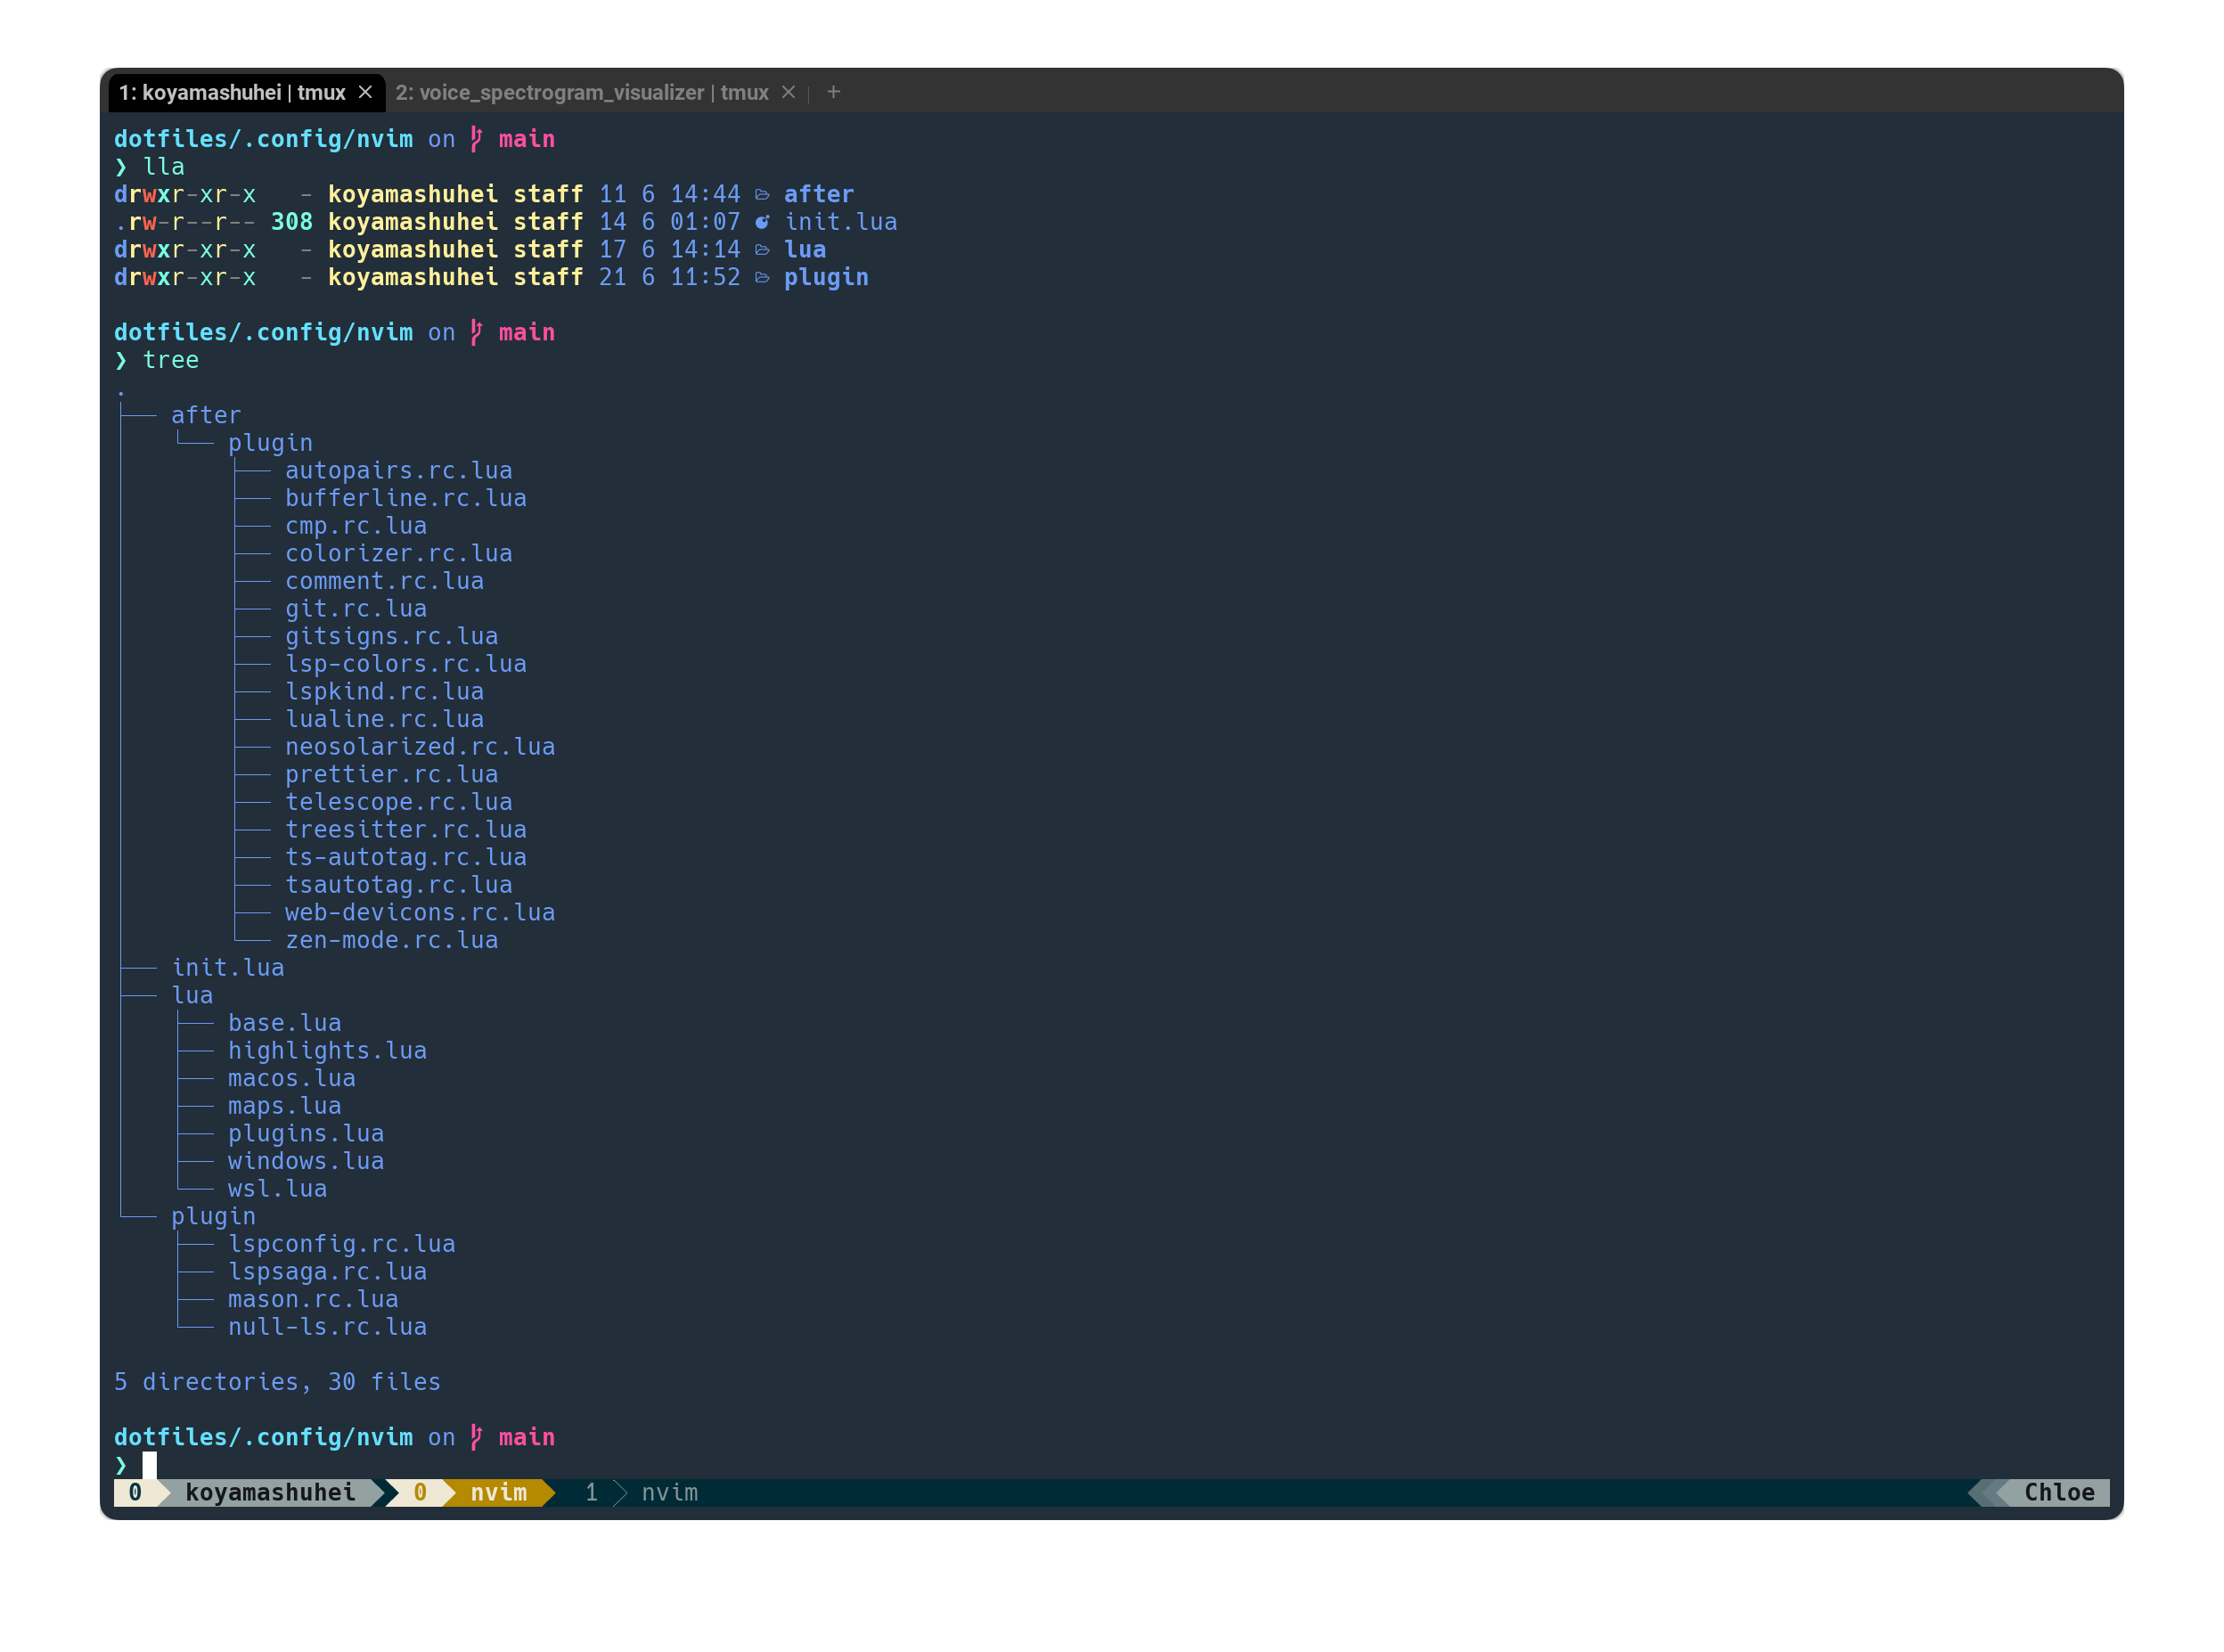 1: koyamashuhei | tmux × 2: voice_spectrogram_visualizer | tmux × | +
dotfiles/.config/nvim on main
❯ lla
drwxr-xr-x   - koyamashuhei staff 11 6 14:44 after
.rw-r--r-- 308 koyamashuhei staff 14 6 01:07 init.lua
drwxr-xr-x   - koyamashuhei staff 17 6 14:14 lua
drwxr-xr-x   - koyamashuhei staff 21 6 11:52 plugin
dotfiles/.config/nvim on main
❯ tree
.
├── after
│   └── plugin
│       ├── autopairs.rc.lua
│       ├── bufferline.rc.lua
│       ├── cmp.rc.lua
│       ├── colorizer.rc.lua
│       ├── comment.rc.lua
│       ├── git.rc.lua
│       ├── gitsigns.rc.lua
│       ├── lsp-colors.rc.lua
│       ├── lspkind.rc.lua
│       ├── lualine.rc.lua
│       ├── neosolarized.rc.lua
│       ├── prettier.rc.lua
│       ├── telescope.rc.lua
│       ├── treesitter.rc.lua
│       ├── ts-autotag.rc.lua
│       ├── tsautotag.rc.lua
│       ├── web-devicons.rc.lua
│       └── zen-mode.rc.lua
├── init.lua
├── lua
│   ├── base.lua
│   ├── highlights.lua
│   ├── macos.lua
│   ├── maps.lua
│   ├── plugins.lua
│   ├── windows.lua
│   └── wsl.lua
└── plugin
    ├── lspconfig.rc.lua
    ├── lspsaga.rc.lua
    ├── mason.rc.lua
    └── null-ls.rc.lua
5 directories, 30 files
dotfiles/.config/nvim on main
❯
0 koyamashuhei 0 nvim 1 nvim Chloe